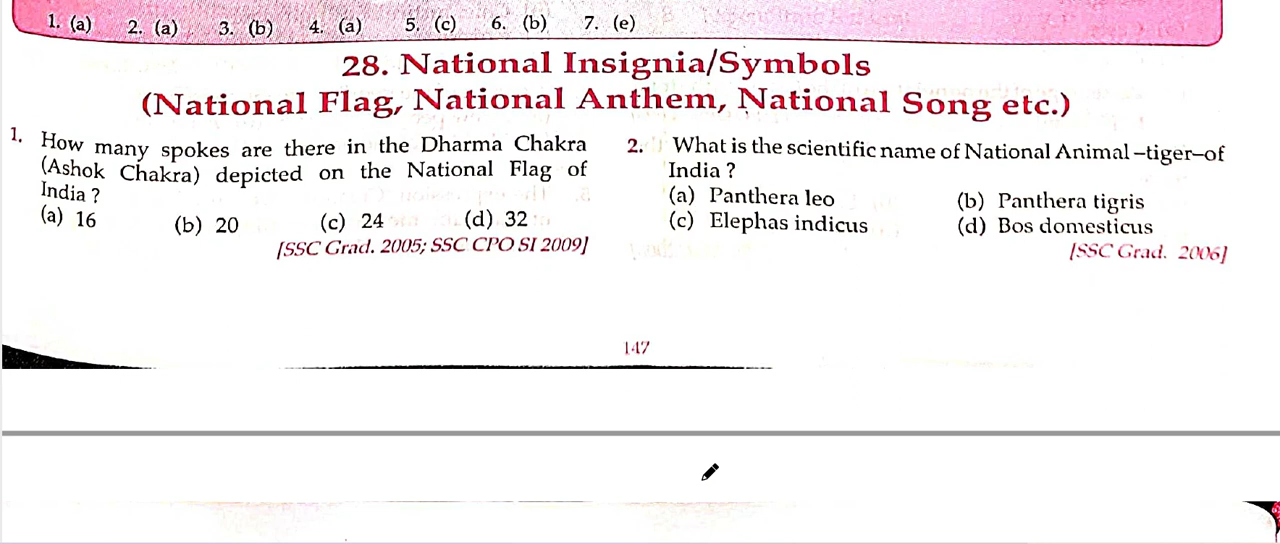 1. (a) 2. (a) 3. (b) 4. (a) 5. (c) 6. (b) 7. (e)
28. National Insignia/Symbols
(National Flag, National Anthem, National Song etc.)
1. How many spokes are there in the Dharma Chakra
(Ashok Chakra) depicted on the National Flag of
India ?
(a) 16 (b) 20 (c) 24 (d) 32
[SSC Grad. 2005; SSC CPO SI 2009]
2. What is the scientific name of National Animal–tiger–of
India ?
(a) Panthera leo (b) Panthera tigris
(c) Elephas indicus (d) Bos domesticus
[SSC Grad. 2006]
147